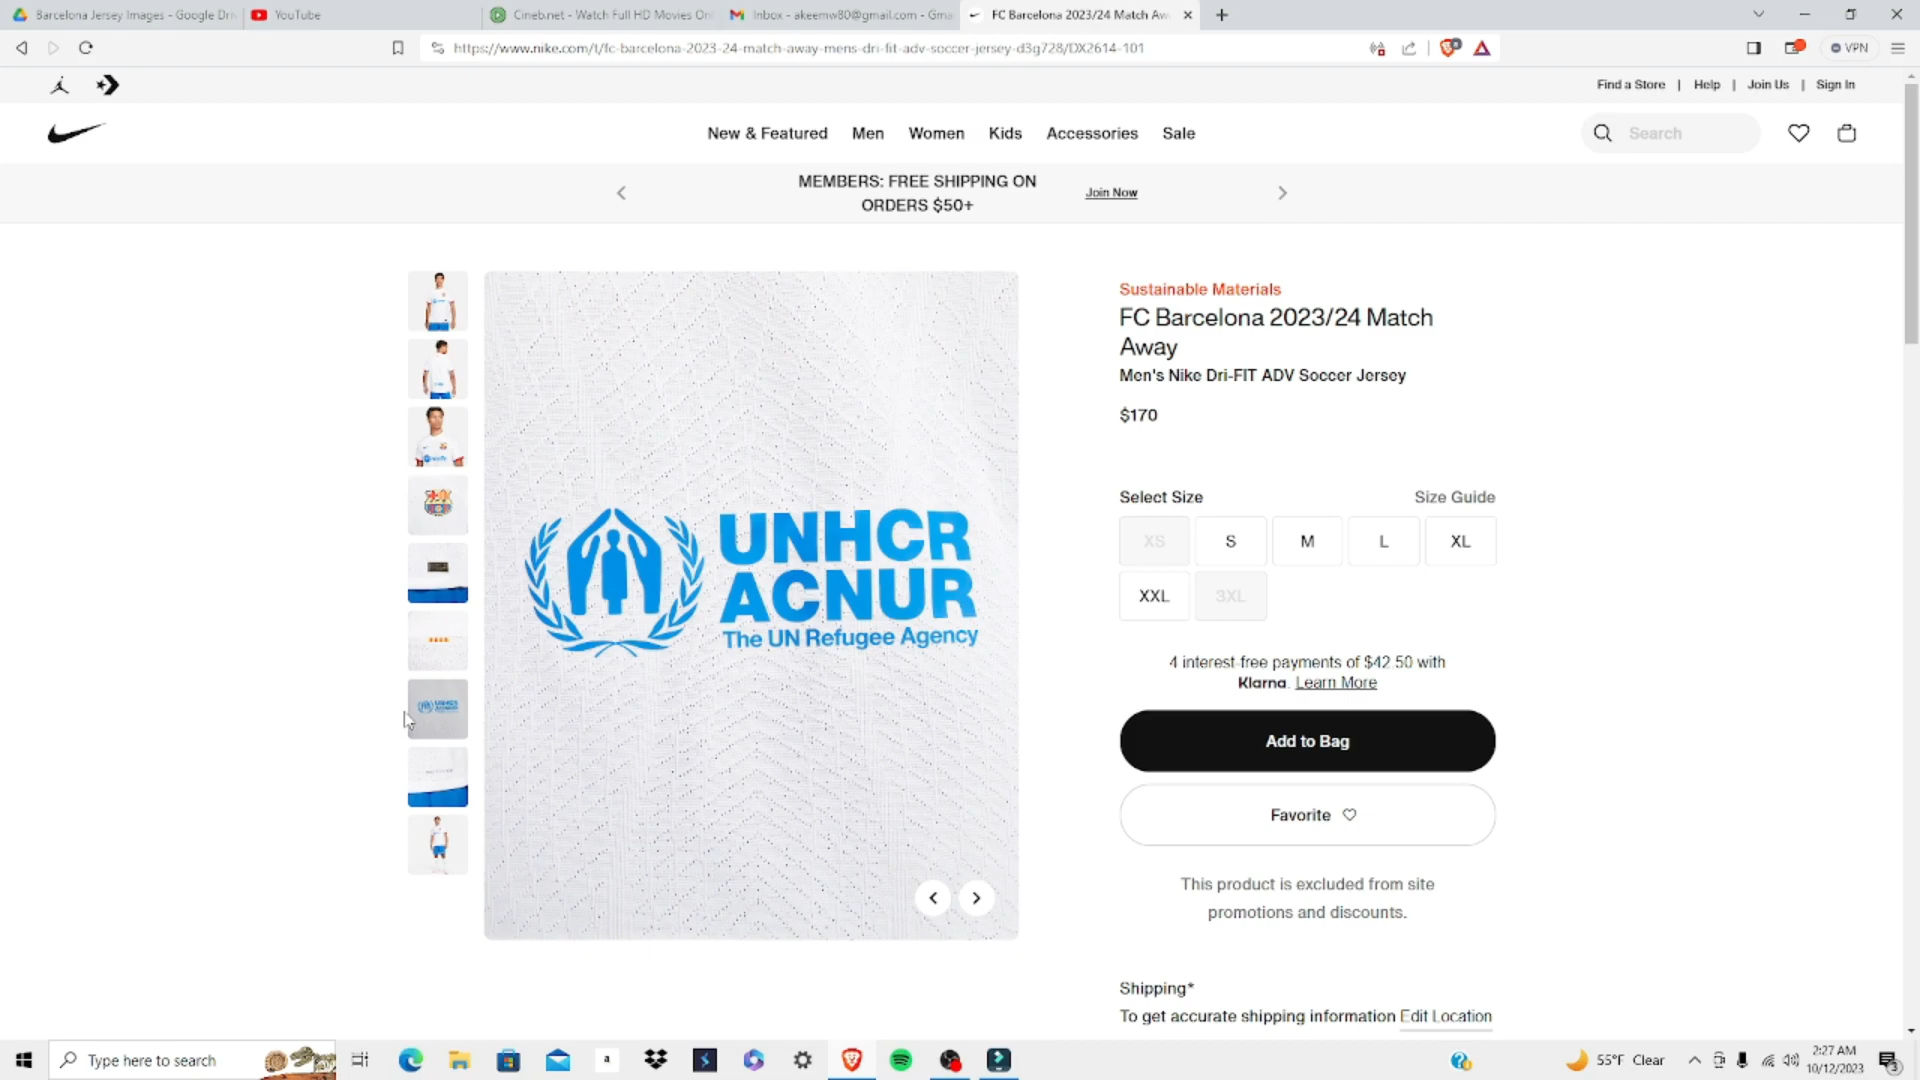 Barcelona Jersey Images - Google Dri
YouTube
Cineb.net - Watch Full HD Movies Onl
Inbox - akeemw80@gmail.com - Gma
FC Barcelona 2023/24 Match Aw
https://www.nike.com/t/fc-barcelona-2023-24-match-away-mens-dri-fit-adv-soccer-jersey-d3g728/DX2614-101
VPN
Find a Store | Help | Join Us | Sign In
New & Featured Men Women Kids Accessories Sale
Search
MEMBERS: FREE SHIPPING ON
ORDERS $50+
Join Now
UNHCR
ACNUR
The UN Refugee Agency
Sustainable Materials
FC Barcelona 2023/24 Match
Away
Men's Nike Dri-FIT ADV Soccer Jersey
$170
Select Size Size Guide
XS S M L XL
XXL 3XL
4 interest-free payments of $42.50 with
Klarna. Learn More
Add to Bag
Favorite
This product is excluded from site
promotions and discounts.
Shipping*
To get accurate shipping information Edit Location
Type here to search
a
55°F Clear
2:27 AM
10/12/2023
3